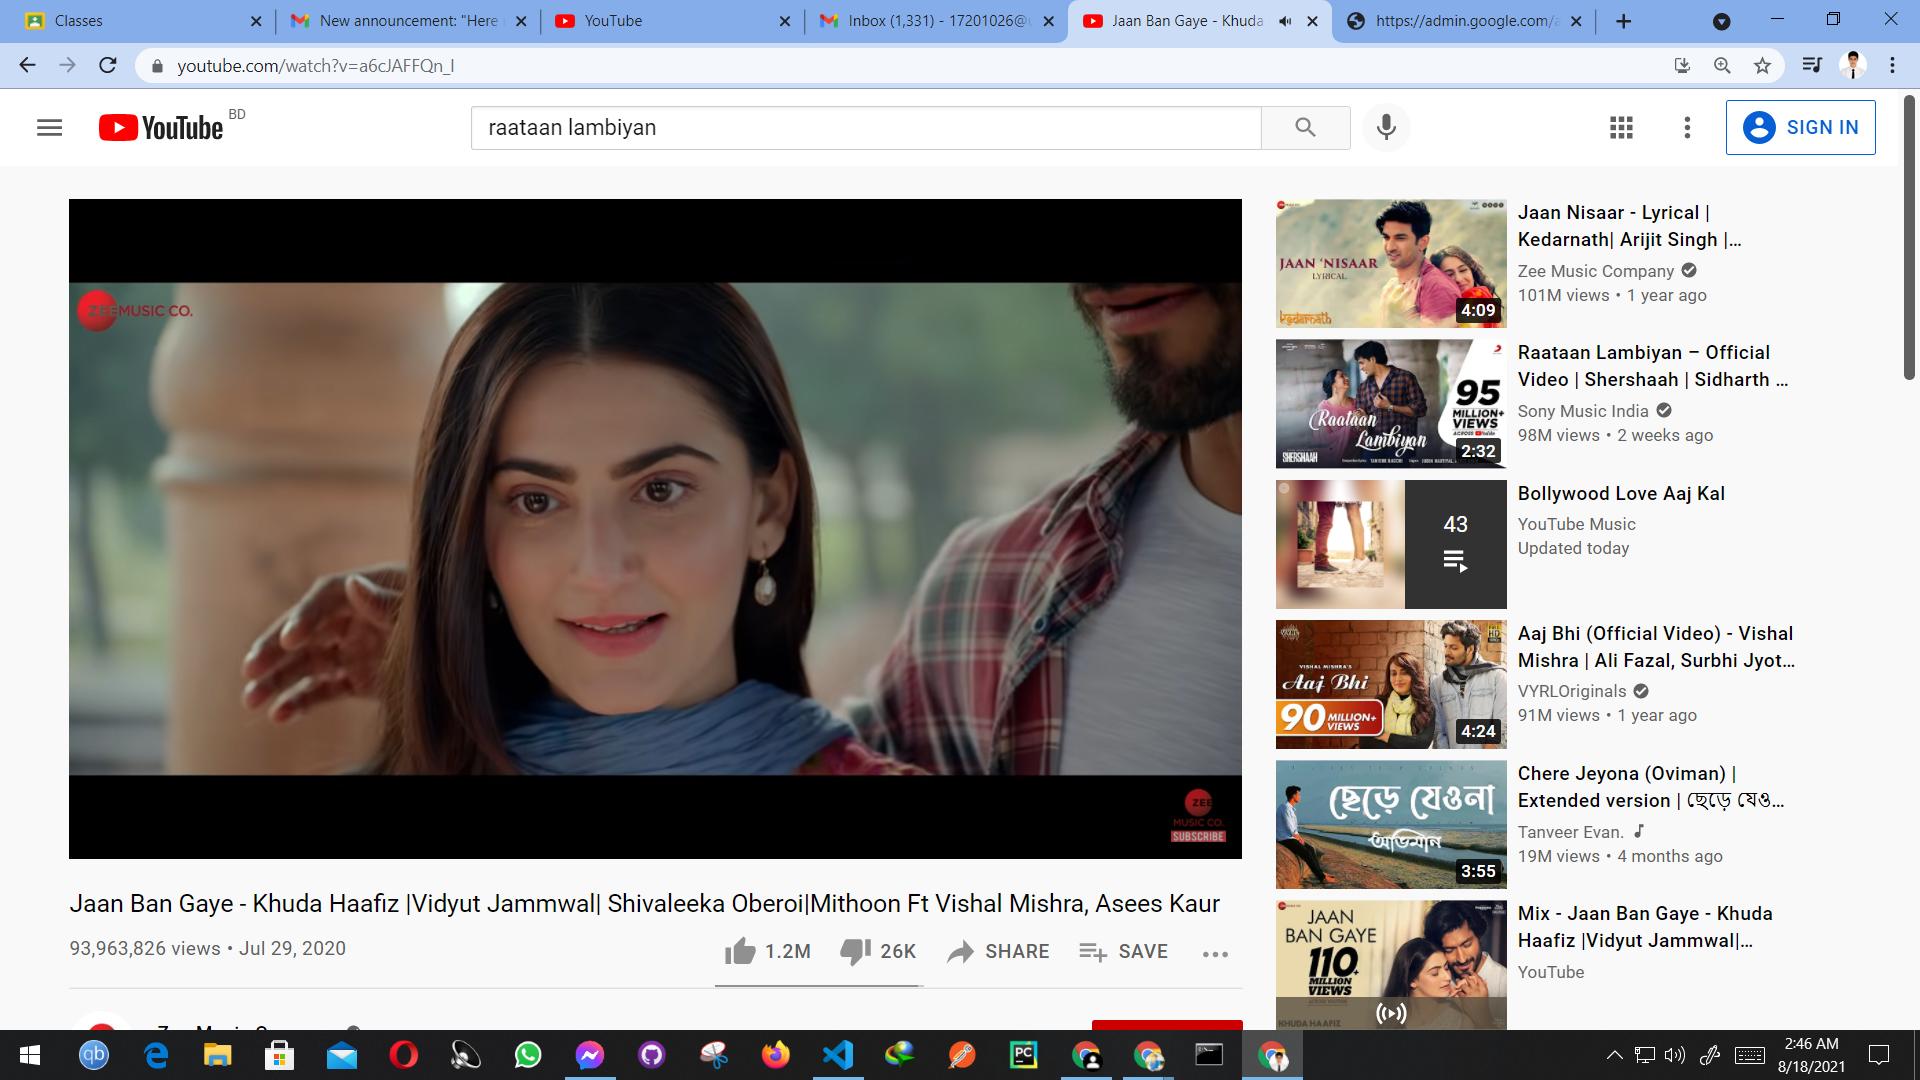 Classes
New announcement: "Here
YouTube
Inbox (1,331) - 17201026@
Jaan Ban Gaye - Khuda
https://admin.google.com/
youtube.com/watch?v=a6cJAFFQn_I
YouTube BD
raataan lambiyan
SIGN IN
ZEE MUSIC CO.
ZEE
MUSIC CO.
SUBSCRIBE
Jaan Ban Gaye - Khuda Haafiz |Vidyut Jammwal| Shivaleeka Oberoi|Mithoon Ft Vishal Mishra, Asees Kaur
93,963,826 views • Jul 29, 2020
1.2M 26K SHARE SAVE
JAAN 'NISAAR
LYRICAL
kedarnath
4:09
Jaan Nisaar - Lyrical |
Kedarnath| Arijit Singh |...
Zee Music Company
101M views • 1 year ago
95
MILLION+
VIEWS
ACROSS YouTube
Raataan
Lambiyan
SHERSHAAH
2:32
Raataan Lambiyan – Official
Video | Shershaah | Sidharth ...
Sony Music India
98M views • 2 weeks ago
43
Bollywood Love Aaj Kal
YouTube Music
Updated today
VISHAL MISHRA'S
Aaj Bhi
90 MILLION+
VIEWS
HD
4:24
Aaj Bhi (Official Video) - Vishal
Mishra | Ali Fazal, Surbhi Jyot...
VYRLOriginals
91M views • 1 year ago
ছেড়ে যেওনা
অভিমান
3:55
Chere Jeyona (Oviman) |
Extended version | ছেড়ে যেও...
Tanveer Evan.
19M views • 4 months ago
JAAN
BAN GAYE
110+
MILLION
VIEWS
KHUDA HAAFIZ
Mix - Jaan Ban Gaye - Khuda
Haafiz |Vidyut Jammwal|...
YouTube
qb
PC
2:46 AM
8/18/2021